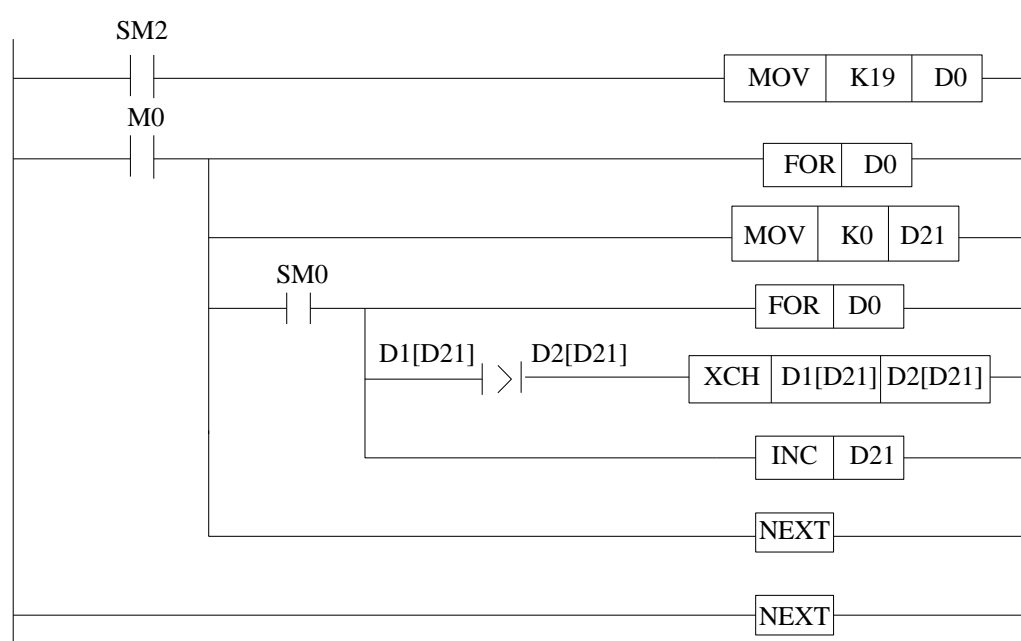 SM2
MOV K19 D0
M0
FOR D0
MOV K0 D21
SM0
FOR D0
D1[D21] > D2[D21] XCH D1[D21] D2[D21]
INC D21
NEXT
NEXT